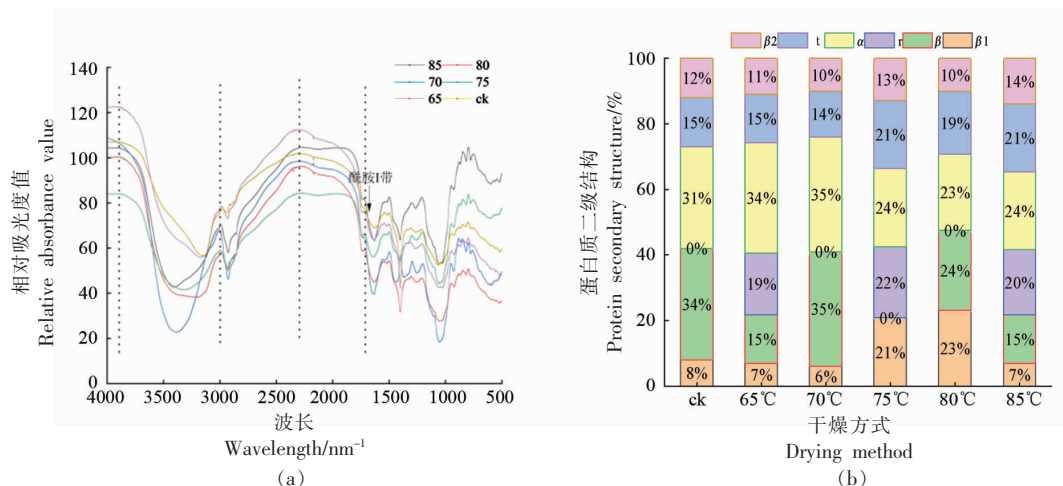 140
120
100
80
60
40
20
0
相对吸光度值
Relative absorbance value
85 80
70 75
65 ck
酰胺I带
4000 3500 3000 2500 2000 1500 1000 500
波长
Wavelength/nm⁻¹
(a)
β2 t α r β β1
100
80
60
40
20
0
蛋白质二级结构
Protein secondary structure/%
12% 11% 10% 13% 10% 14%
15% 15% 14% 21% 19% 21%
31% 34% 35% 24% 23% 24%
0% 19% 0% 22% 0% 20%
34% 15% 35% 0% 24% 15%
8% 7% 6% 21% 23% 7%
ck 65℃ 70℃ 75℃ 80℃ 85℃
干燥方式
Drying method
(b)